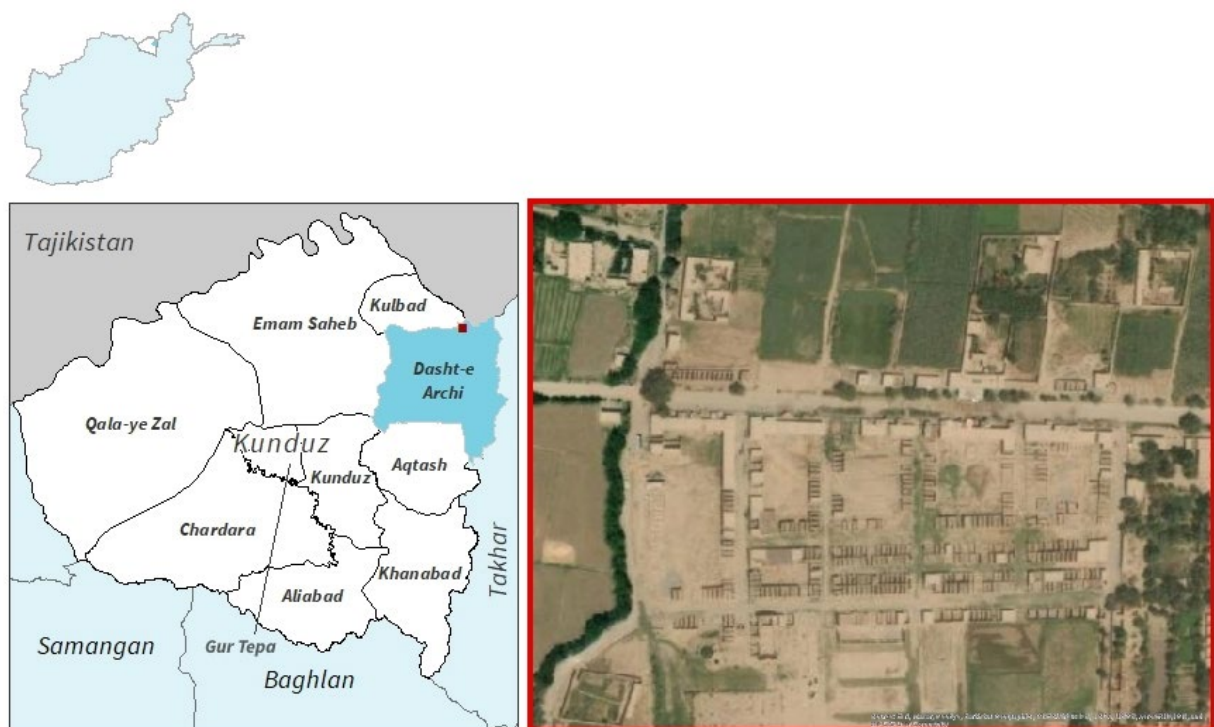 Tajikistan
Kulbad
Emam Saheb
Dasht-e
Archi
Qala-ye Zal
Kunduz
Kunduz
Aqtash
Chardara
Khanabad
Takhar
Aliabad
Samangan
Gur Tepa
Baghlan